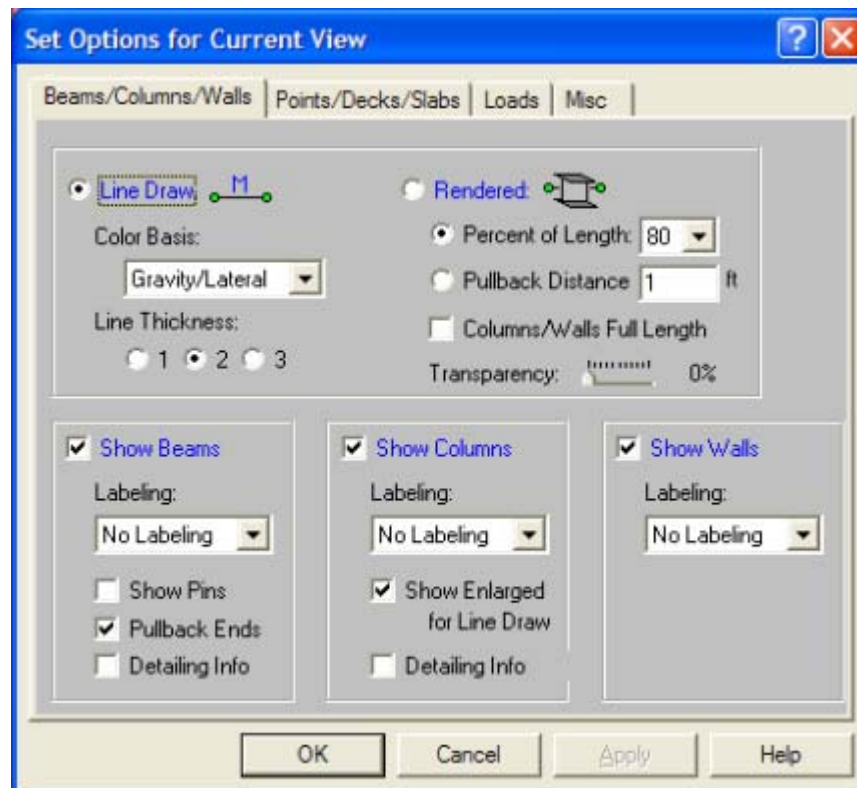 Set Options for Current View
Beams/Columns/Walls Points/Decks/Slabs Loads Misc
Line Draw, M
Rendered:
Color Basis:
Percent of Length: 80
Gravity/Lateral
Pullback Distance 1 ft
Line Thickness:
Columns/Walls Full Length
1 2 3
Transparency: 0%
Show Beams
Labeling:
No Labeling
Show Pins
Pullback Ends
Detailing Info
Show Columns
Labeling:
No Labeling
Show Enlarged
for Line Draw
Detailing Info
Show Walls
Labeling:
No Labeling
OK Cancel Apply Help